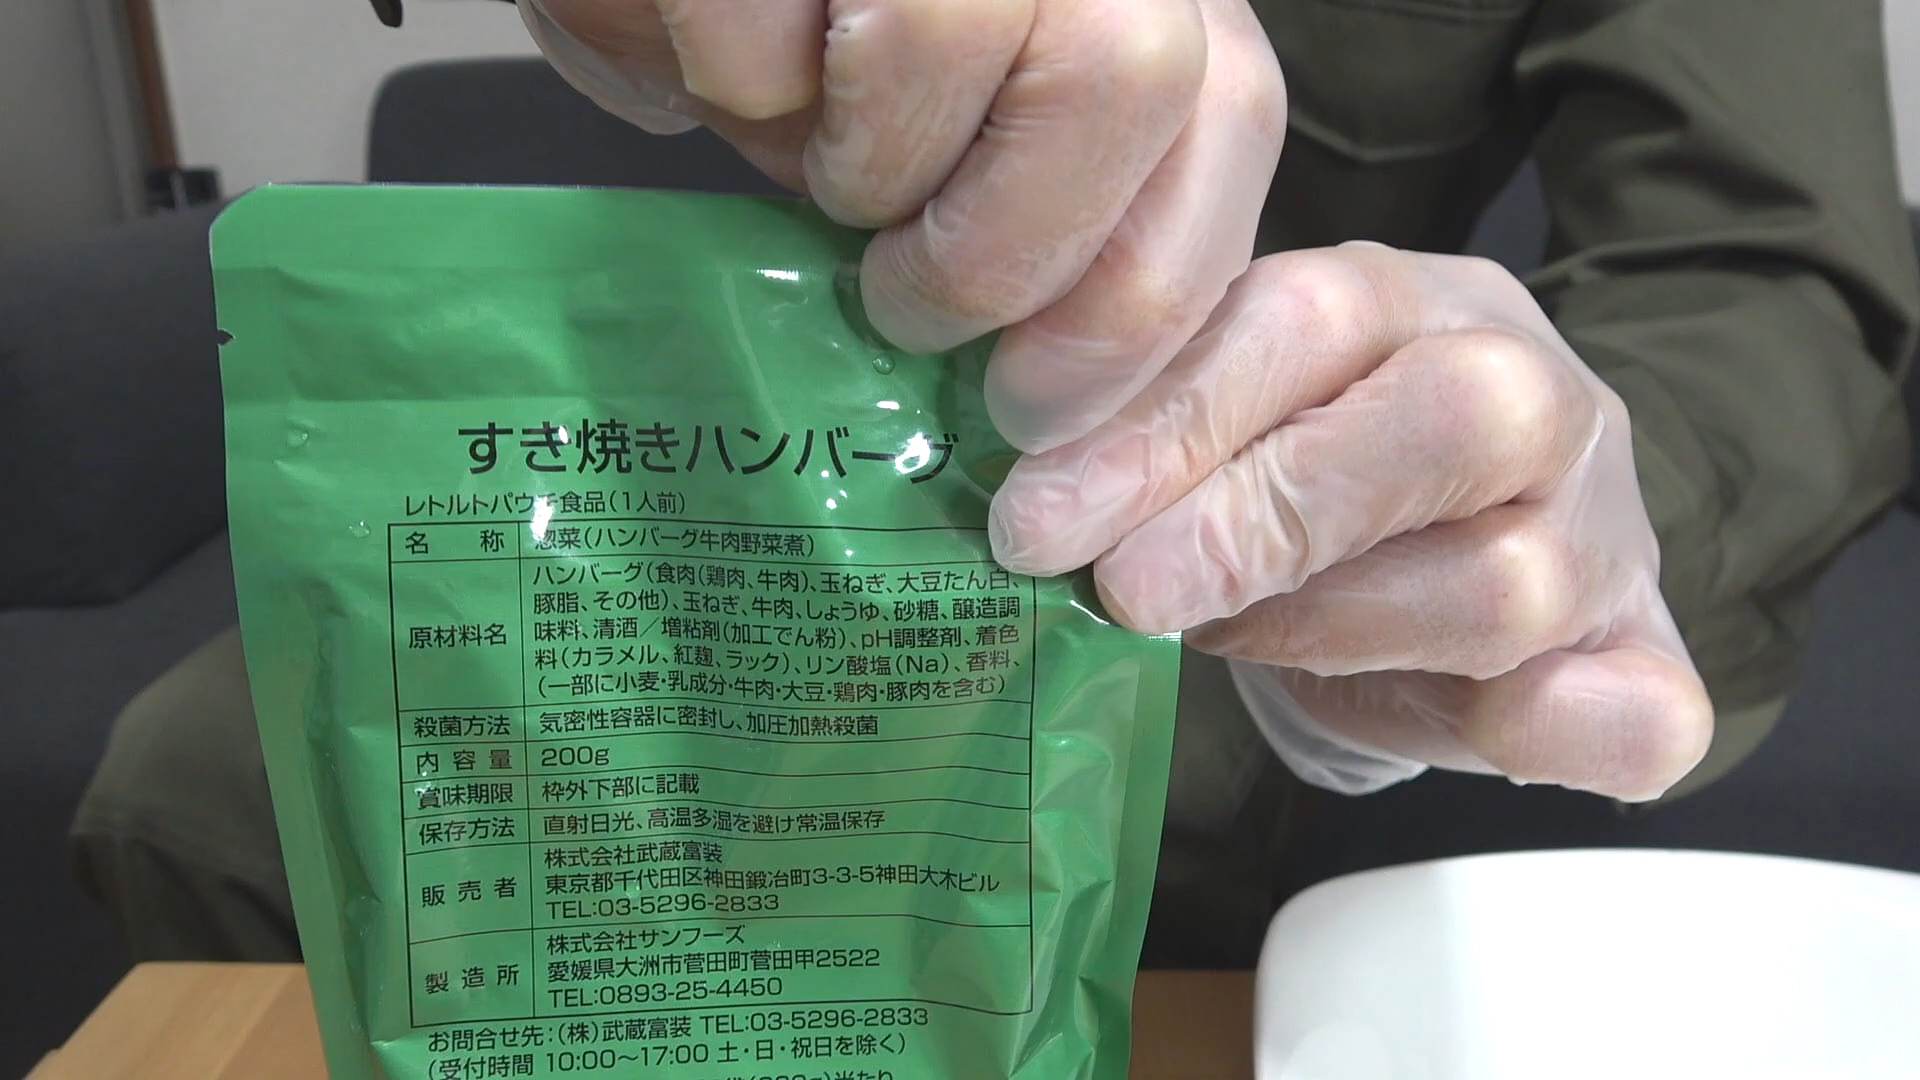 すき焼きハンバーグ
レトルトパウチ食品(1人前)
名 称 惣菜(ハンバーグ牛肉野菜煮)
原材料名 ハンバーグ(食肉(鶏肉、牛肉)、玉ねぎ、大豆たん白、
豚脂、その他)、玉ねぎ、牛肉、しょうゆ、砂糖、醸造調
味料、清酒／増粘剤(加工でん粉)、pH調整剤、着色
料(カラメル、紅麹、ラック)、リン酸塩(Na)、香料、
(一部に小麦・乳成分・牛肉・大豆・鶏肉・豚肉を含む)
殺菌方法 気密性容器に密封し、加圧加熱殺菌
内容量 200g
賞味期限 枠外下部に記載
保存方法 直射日光、高温多湿を避け常温保存
販売者 株式会社武蔵富装
東京都千代田区神田鍛冶町3-3-5神田大木ビル
TEL:03-5296-2833
製造所 株式会社サンフーズ
愛媛県大洲市菅田町菅田甲2522
TEL:0893-25-4450
お問合せ先:(株)武蔵富装 TEL:03-5296-2833
(受付時間 10:00〜17:00 土・日・祝日を除く)